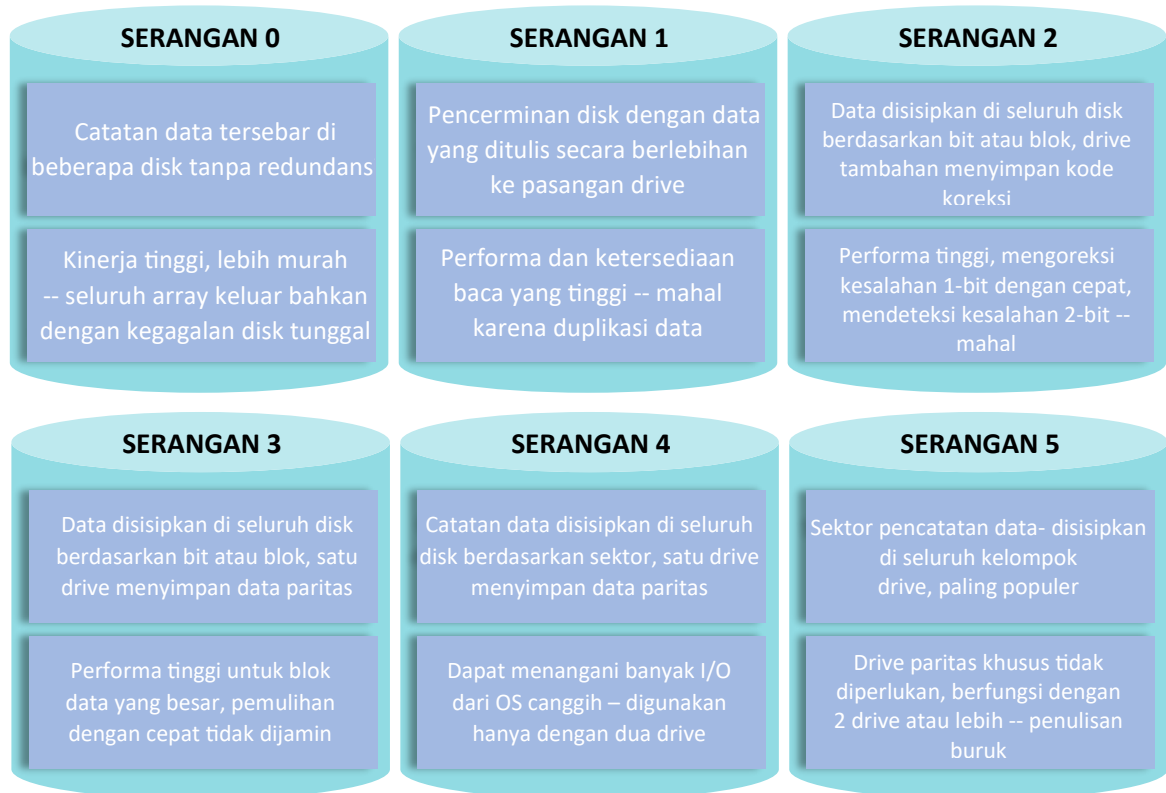 SERANGAN 0
Catatan data tersebar di
beberapa disk tanpa redundans
Kinerja tinggi, lebih murah
-- seluruh array keluar bahkan
dengan kegagalan disk tunggal
SERANGAN 1
Pencerminan disk dengan data
yang ditulis secara berlebihan
ke pasangan drive
Performa dan ketersediaan
baca yang tinggi -- mahal
karena duplikasi data
SERANGAN 2
Data disisipkan di seluruh disk
berdasarkan bit atau blok, drive
tambahan menyimpan kode
koreksi
Performa tinggi, mengoreksi
kesalahan 1-bit dengan cepat,
mendeteksi kesalahan 2-bit --
mahal
SERANGAN 3
Data disisipkan di seluruh disk
berdasarkan bit atau blok, satu
drive menyimpan data paritas
Performa tinggi untuk blok
data yang besar, pemulihan
dengan cepat tidak dijamin
SERANGAN 4
Catatan data disisipkan di seluruh
disk berdasarkan sektor, satu drive
menyimpan data paritas
Dapat menangani banyak I/O
dari OS canggih – digunakan
hanya dengan dua drive
SERANGAN 5
Sektor pencatatan data- disisipkan
di seluruh kelompok
drive, paling populer
Drive paritas khusus tidak
diperlukan, berfungsi dengan
2 drive atau lebih -- penulisan
buruk